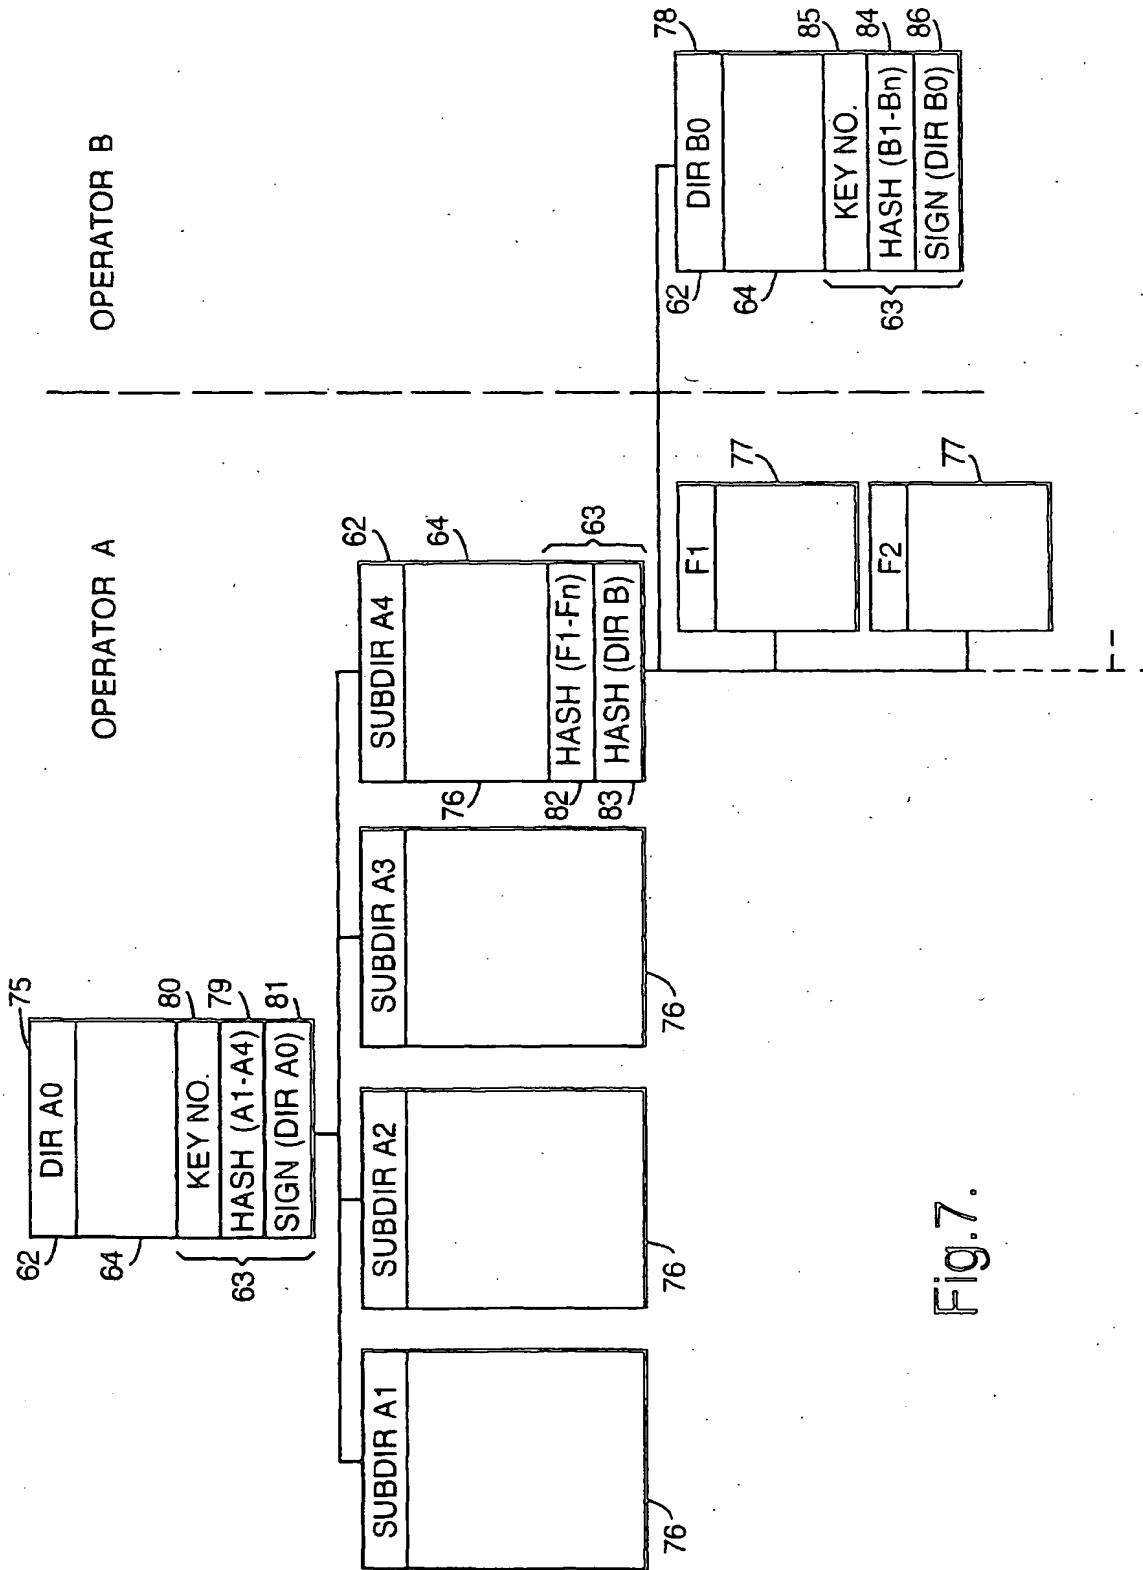 OPERATOR A
OPERATOR B
75
DIR A0
62
64
KEY NO.
80
HASH (A1-A4)
79
SIGN (DIR A0)
81
63
SUBDIR A1
76
SUBDIR A2
76
SUBDIR A3
76
SUBDIR A4
62
64
76
HASH (F1-Fn)
82
HASH (DIR B)
83
63
F1
77
F2
77
DIR B0
78
62
64
KEY NO.
85
HASH (B1-Bn)
84
SIGN (DIR B0)
86
63
Fig.7.